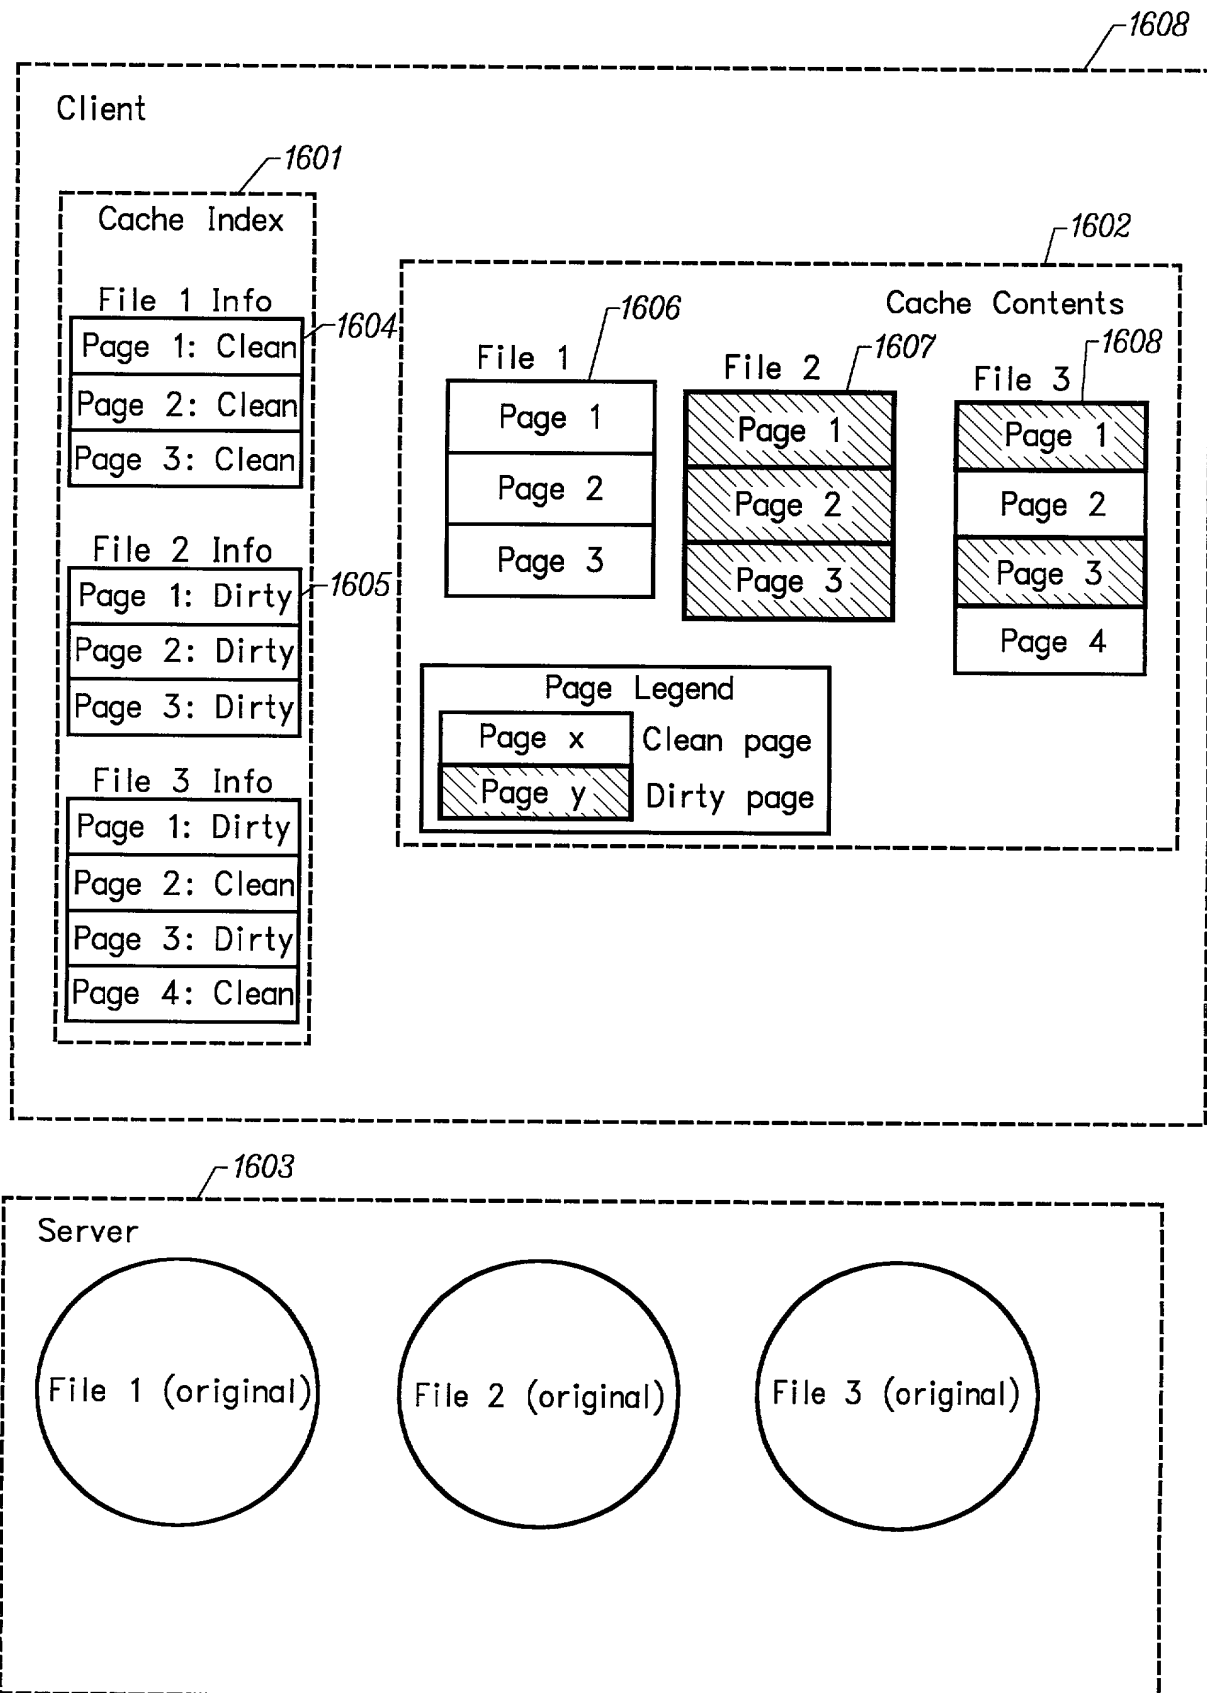 1608
Client
1601
Cache Index
1602
File 1 Info
1604
Page 1: Clean
Page 2: Clean
Page 3: Clean
File 2 Info
1605
Page 1: Dirty
Page 2: Dirty
Page 3: Dirty
File 3 Info
Page 1: Dirty
Page 2: Clean
Page 3: Dirty
Page 4: Clean
Cache Contents
1606
File 1
Page 1
Page 2
Page 3
1607
File 2
Page 1
Page 2
Page 3
1608
File 3
Page 1
Page 2
Page 3
Page 4
Page Legend
Page x Clean page
Page y Dirty page
1603
Server
File 1 (original)
File 2 (original)
File 3 (original)